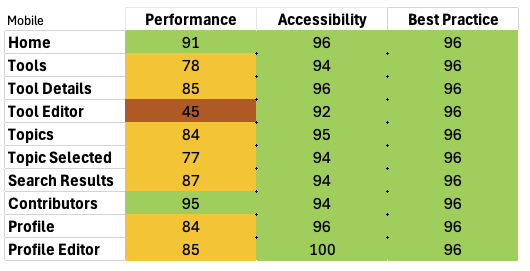 Mobile Performance Accessibility Best Practice
Home 91 96 96
Tools 78 94 96
Tool Details 85 96 96
Tool Editor 45 92 96
Topics 84 95 96
Topic Selected 77 94 96
Search Results 87 94 96
Contributors 95 94 96
Profile 84 96 96
Profile Editor 85 100 96